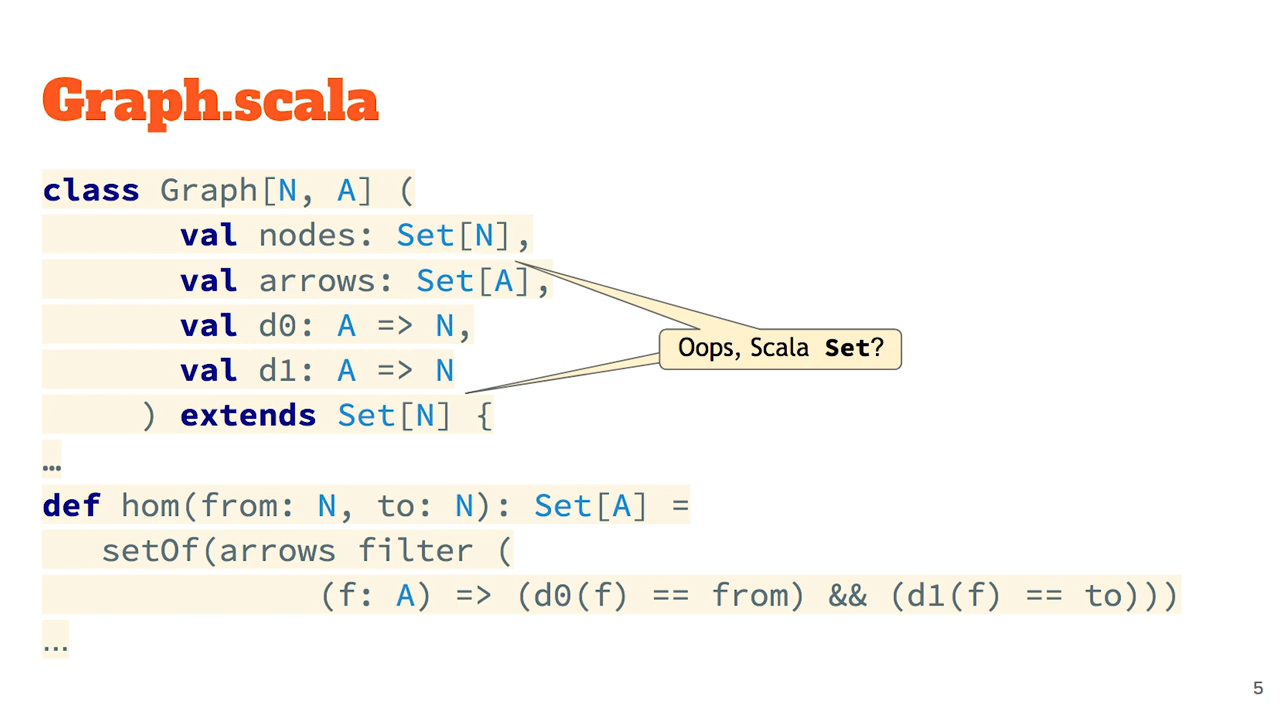 Graph.scala
class Graph[N, A] (
val nodes: Set[N],
val arrows: Set[A],
val d0: A => N,
Oops, Scala Set?
val d1: A => N
) extends Set[N] {
…
def hom(from: N, to: N): Set[A] =
setOf(arrows filter (
(f: A) => (d0(f) == from) && (d1(f) == to)))
...
5